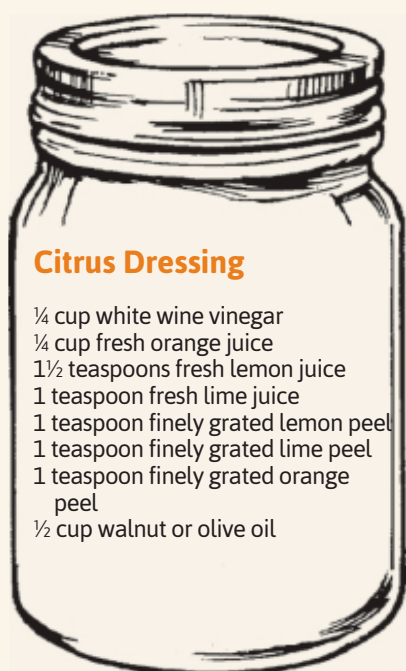 Citrus Dressing
¼ cup white wine vinegar
¼ cup fresh orange juice
1½ teaspoons fresh lemon juice
1 teaspoon fresh lime juice
1 teaspoon finely grated lemon peel
1 teaspoon finely grated lime peel
1 teaspoon finely grated orange
peel
½ cup walnut or olive oil